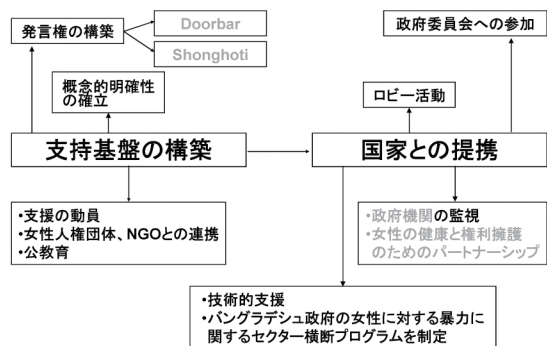 発言権の構築
Doorbar
Shonghoti
政府委員会への参加
概念的明確性
の確立
ロビー活動
支持基盤の構築
国家との提携
•支援の動員
•女性人権団体、NGOとの連携
•公教育
•政府機関の監視
•女性の健康と権利擁護
のためのパートナーシップ
•技術的支援
•バングラデシュ政府の女性に対する暴力に
関するセクター横断プログラムを制定